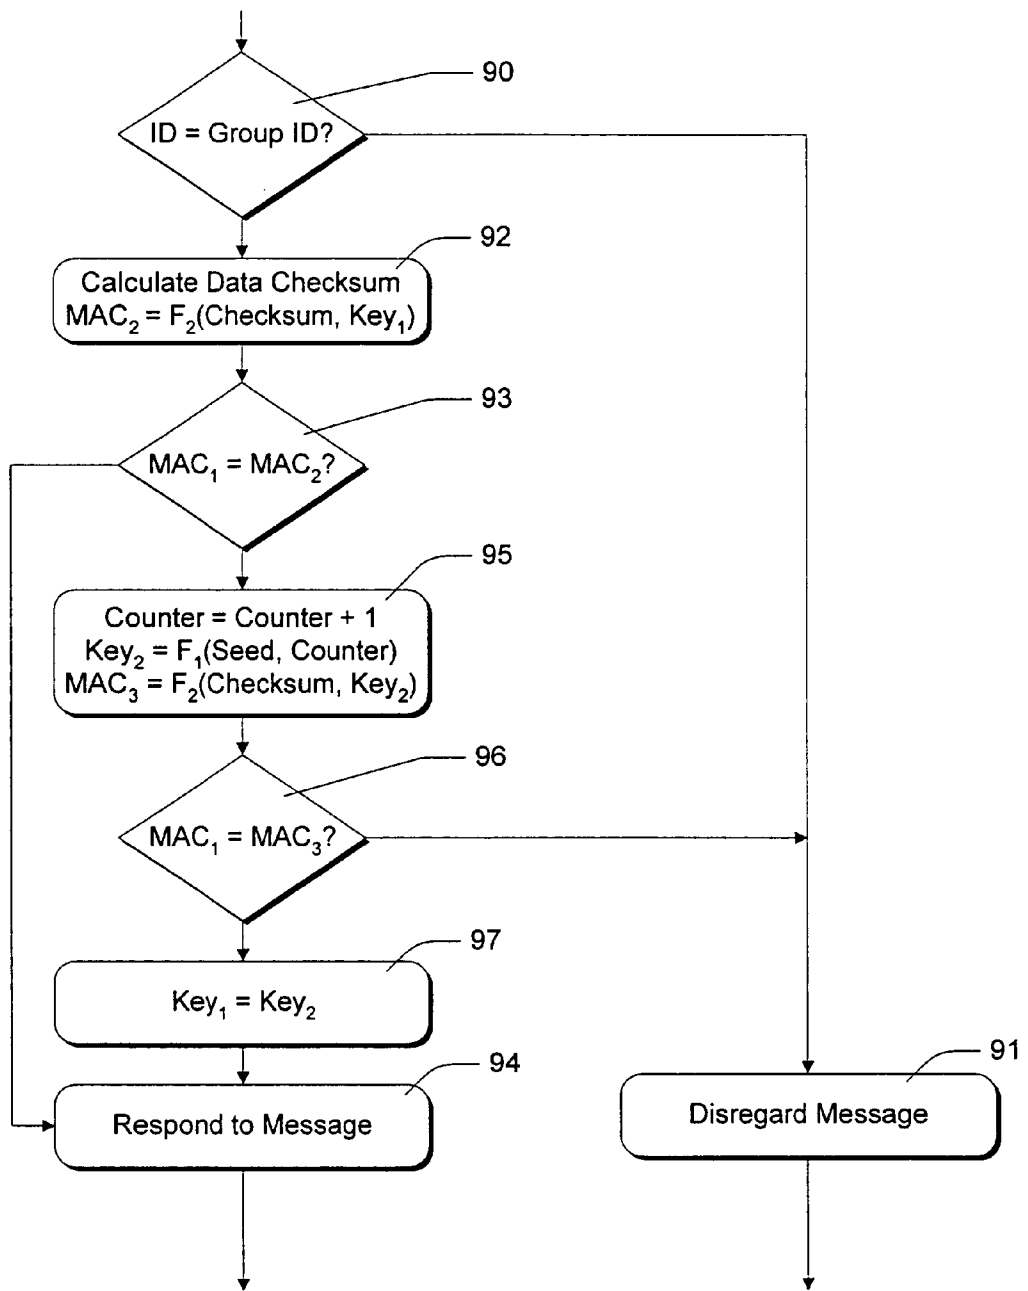 90
ID = Group ID?
92
Calculate Data Checksum
MAC₂ = F₂(Checksum, Key₁)
93
MAC₁ = MAC₂?
95
Counter = Counter + 1
Key₂ = F₁(Seed, Counter)
MAC₃ = F₂(Checksum, Key₂)
96
MAC₁ = MAC₃?
97
Key₁ = Key₂
94
Respond to Message
91
Disregard Message